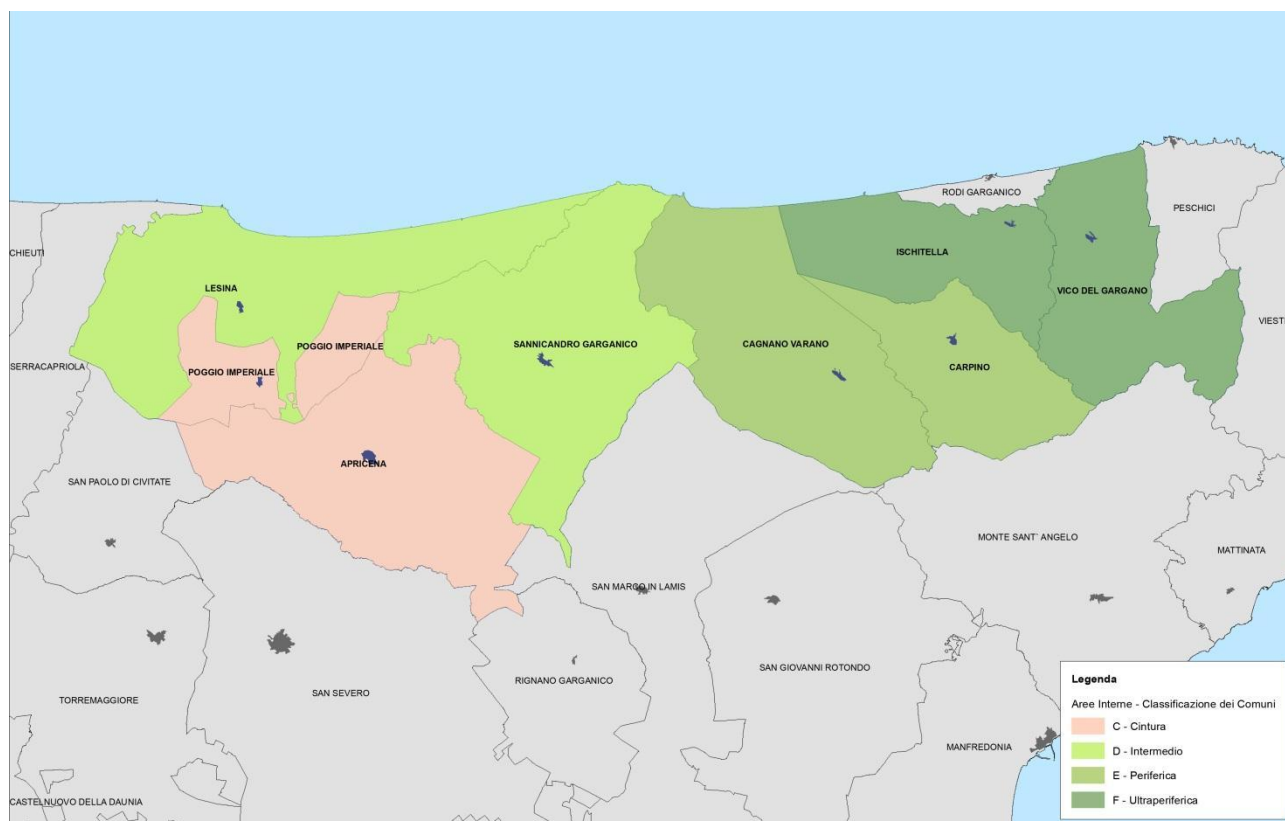 RODI GARGANICO
PESCHICI
CHIEUTI
ISCHITELLA
LESINA
VICO DEL GARGANO
VIEST
SANNICANDRO GARGANICO
CAGNANO VARANO
POGGIO IMPERIALE
SERRACAPRIOLA
POGGIO IMPERIALE
CARPINO
APRICENA
SAN PAOLO DI CIVITATE
MONTE SANT` ANGELO
MATTINATA
SAN MARCO IN LAMIS
SAN GIOVANNI ROTONDO
RIGNANO GARGANICO
SAN SEVERO
TORREMAGGIORE
MANFREDONIA
CASTELNUOVO DELLA DAUNIA
Legenda
Aree Interne - Classificazione dei Comuni
C - Cintura
D - Intermedio
E - Periferica
F - Ultraperiferica